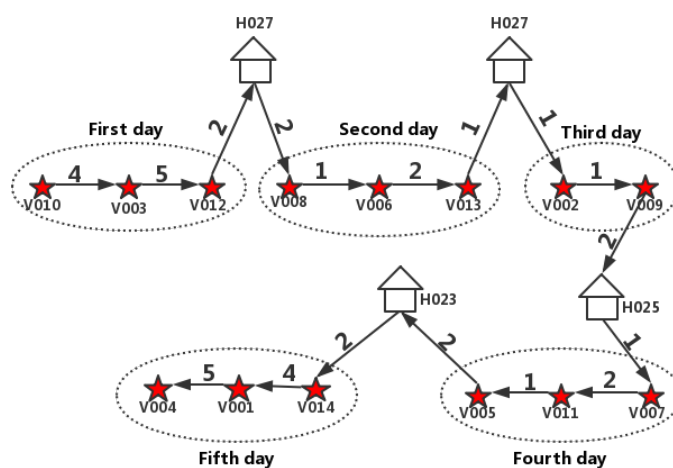 H027 H027
First day Second day Third day
2 2 1 1
4 5 1 2 1
V010 V003 V012 V008 V006 V013 V002 V009
2
H023 H025
2 2 1
5 4 1 2
V004 V001 V014 V005 V011 V007
Fifth day Fourth day